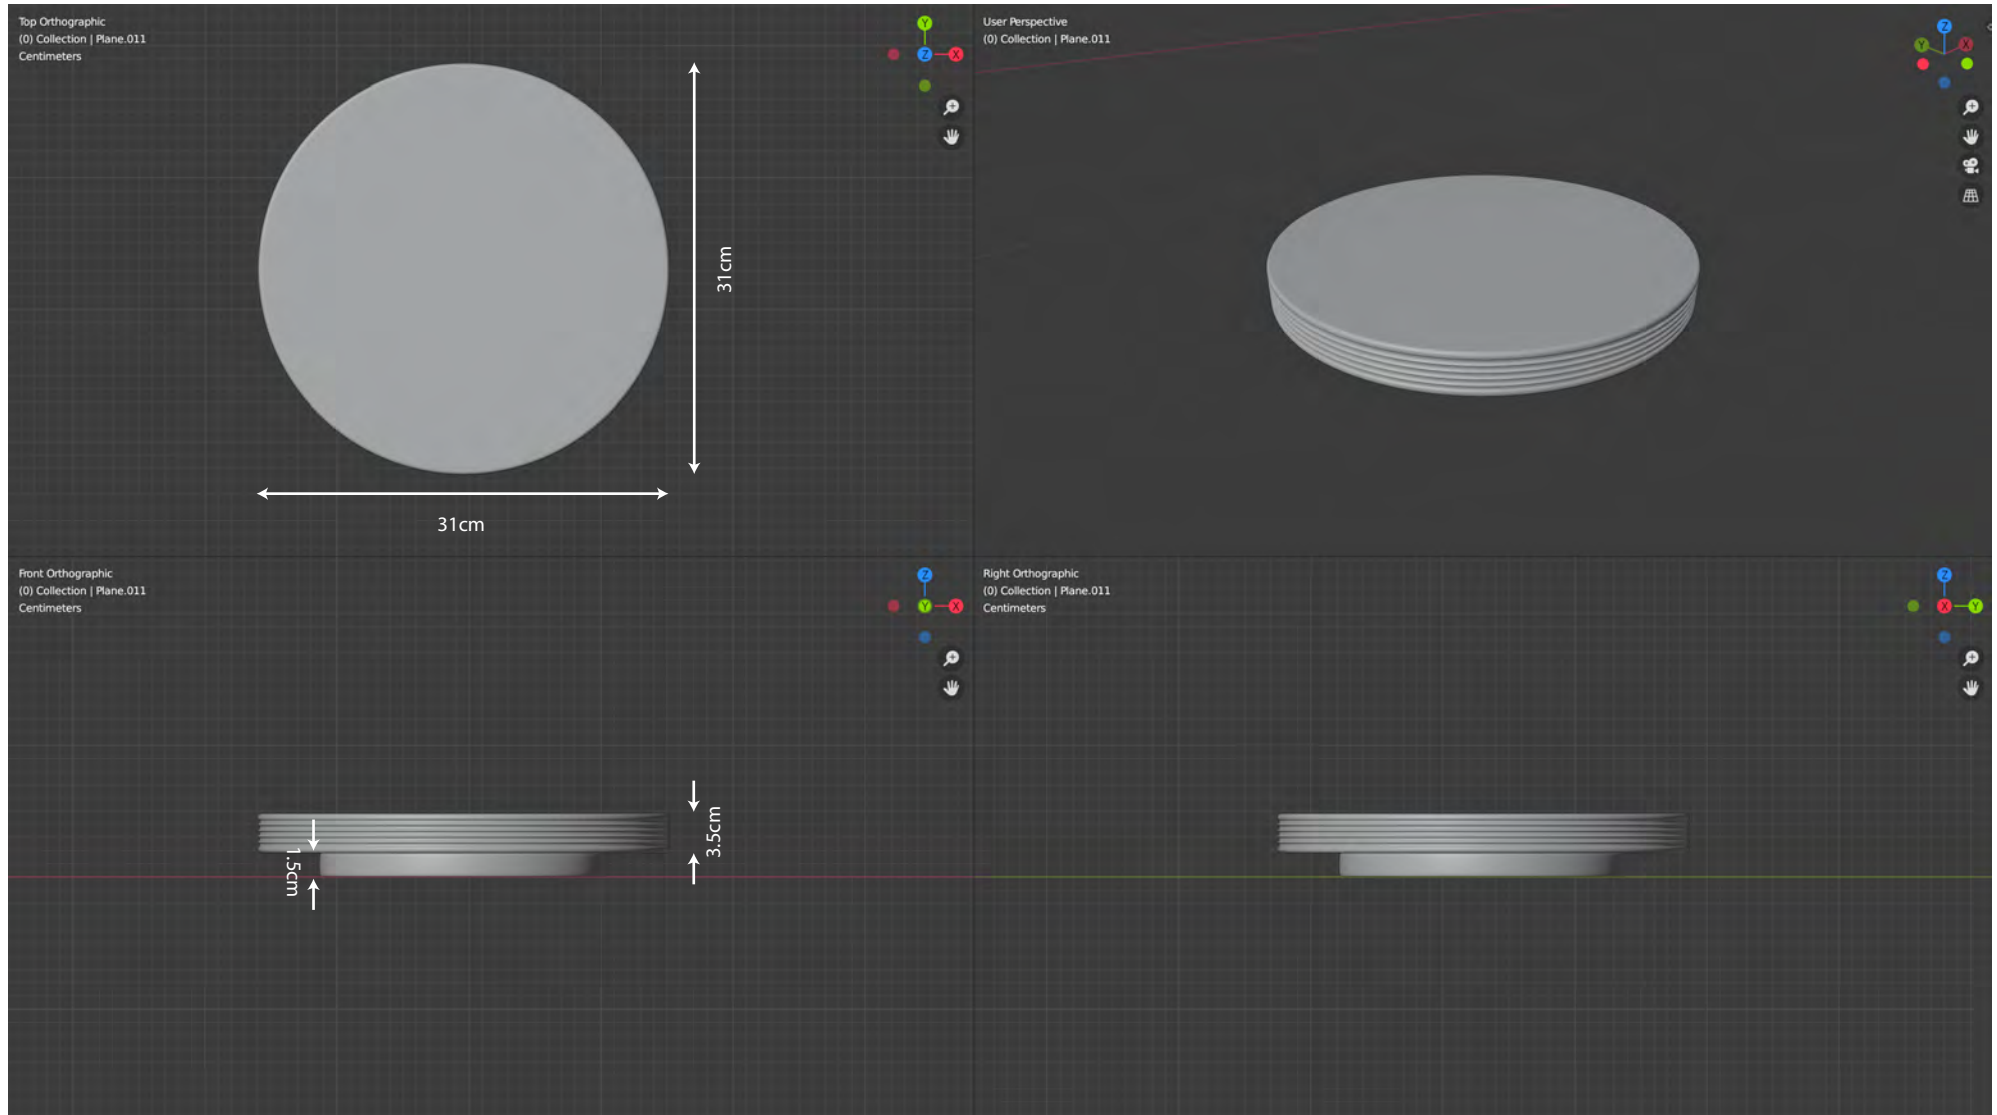 Top Orthographic
(0) Collection | Plane.011
Centimeters
Y
Z
X
31cm
31cm
User Perspective
(0) Collection | Plane.011
Z
Y
X
Front Orthographic
(0) Collection | Plane.011
Centimeters
Z
Y
X
1.5cm
3.5cm
Right Orthographic
(0) Collection | Plane.011
Centimeters
Z
X
Y